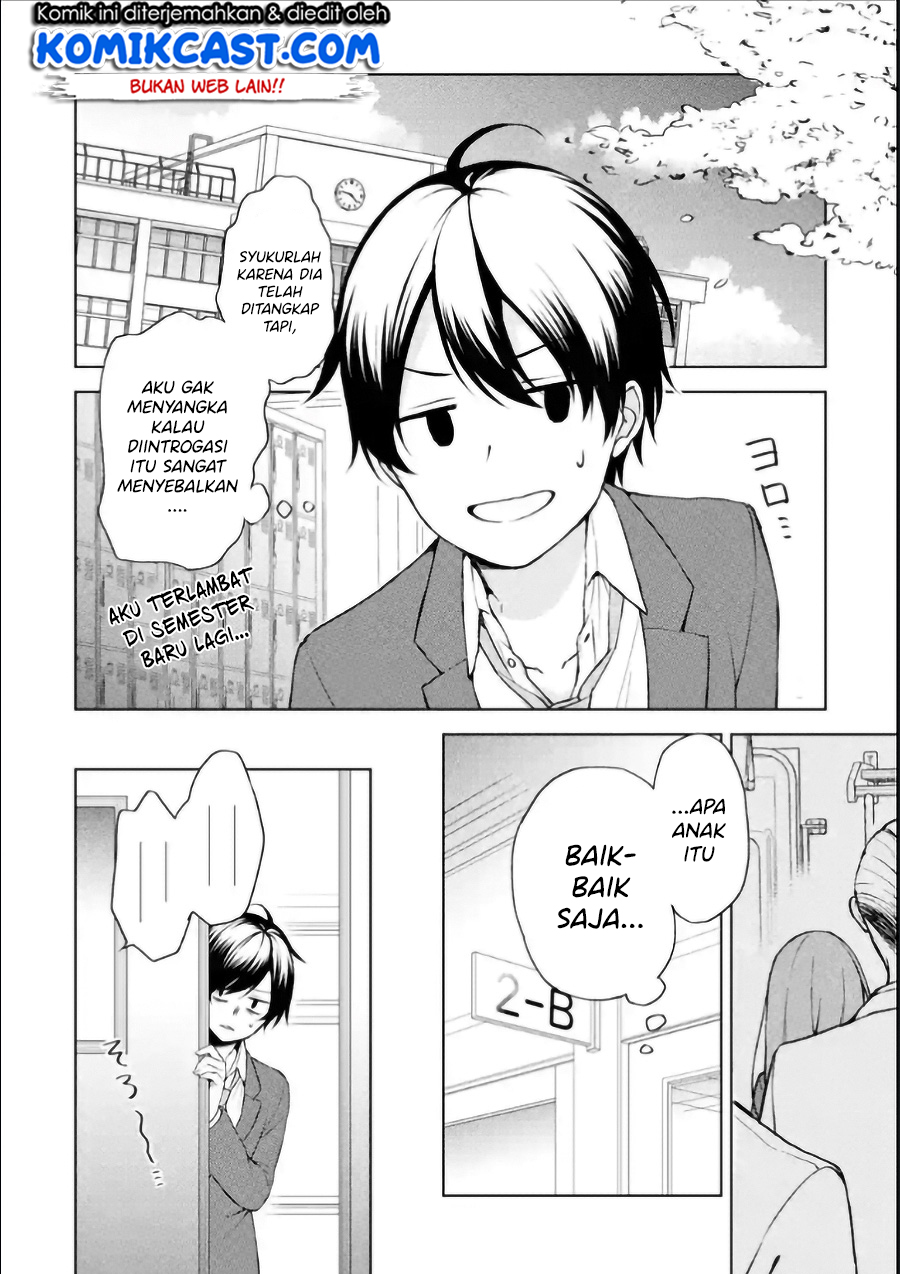 Komik ini diterjemahkan & diedit oleh
KOMIKCAST.COM
BUKAN WEB LAIN!!
SYUKURLAH
KARENA DIA
TELAH
DITANGKAP
TAPI,
AKU GAK
MENYANGKA
KALAU
DIINTROGASI
ITU SANGAT
MENYEBALKAN
....
ヨロ
AKU TERLAMBAT
DI SEMESTER
BARU LAGI...
...APA
ANAK
ITU
BAIK-
BAIK
SAJA...
2-B
そろ~